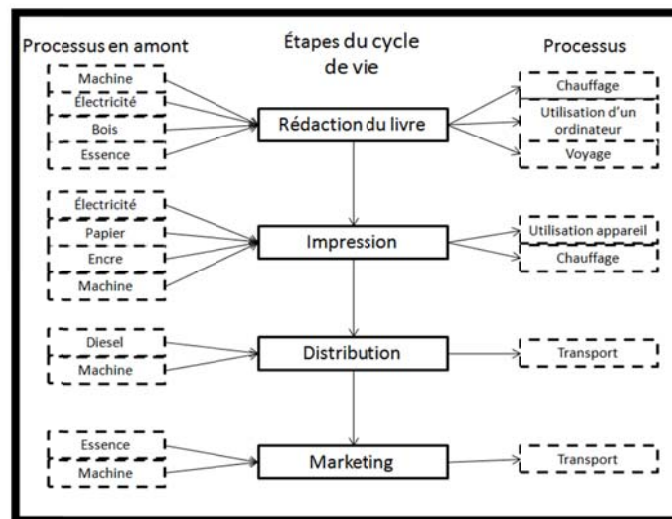 Processus en amont
Étapes du cycle
de vie
Processus
Machine
Électricité
Bois
Essence
Rédaction du livre
Chauffage
Utilisation d'un
ordinateur
Voyage
Électricité
Papier
Encre
Machine
Impression
Utilisation appareil
Chauffage
Diesel
Machine
Distribution
Transport
Essence
Machine
Marketing
Transport